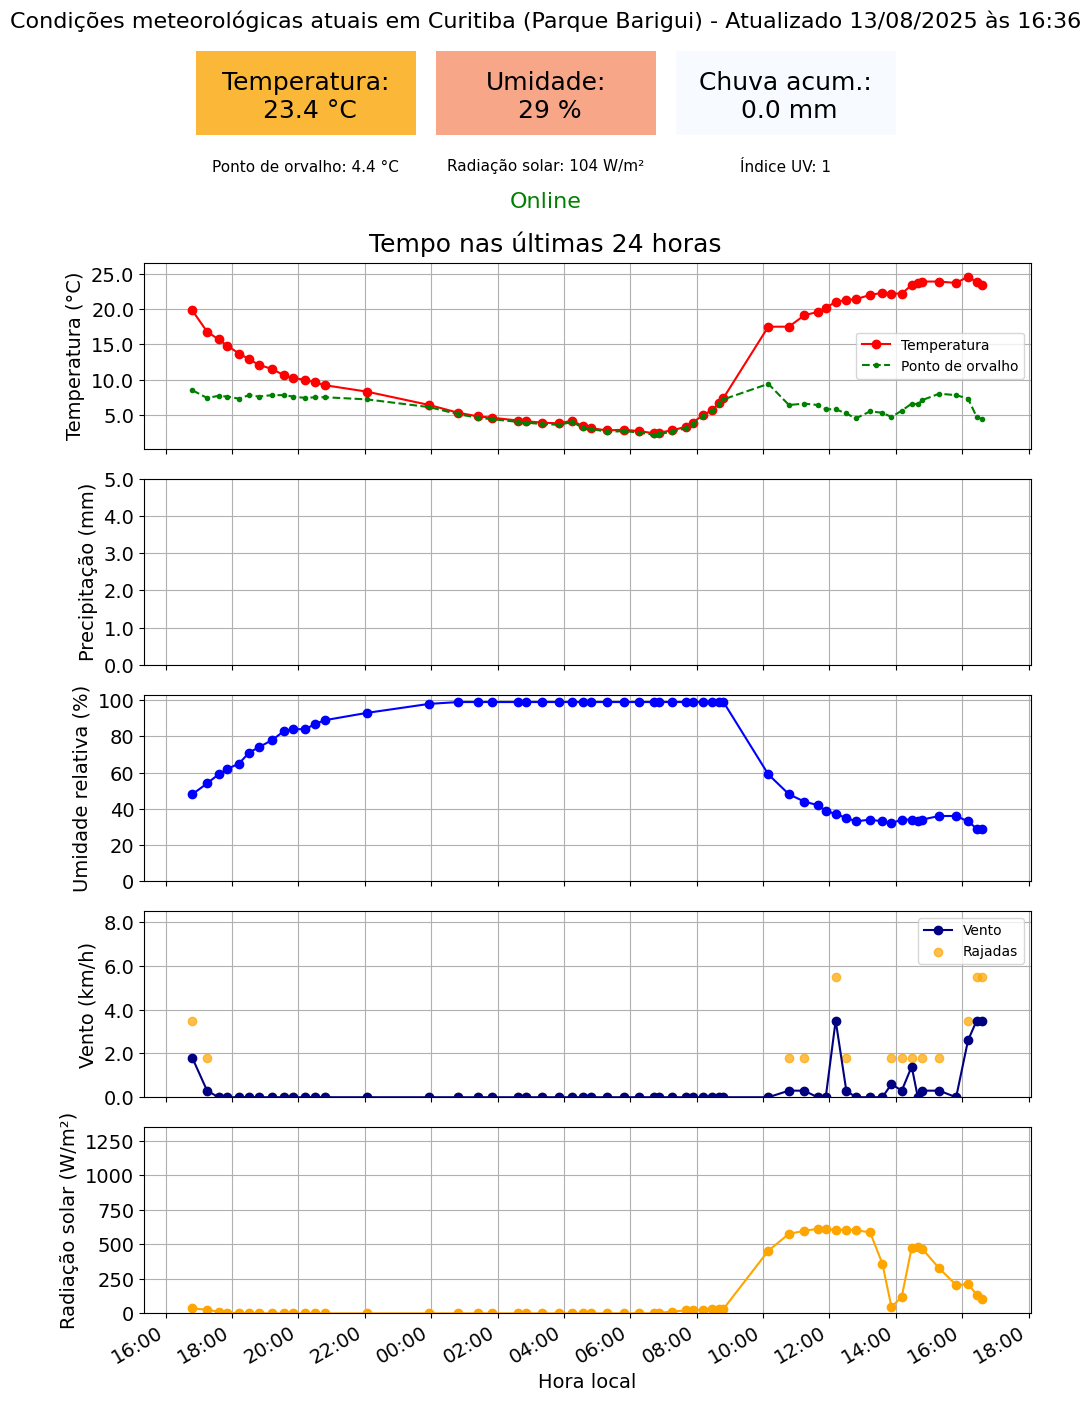 Condições meteorológicas atuais em Curitiba (Parque Barigui) - Atualizado 13/08/2025 às 16:36
Temperatura:
23.4 °C
Umidade:
29 %
Chuva acum.:
0.0 mm
Ponto de orvalho: 4.4 °C
Radiação solar: 104 W/m²
Índice UV: 1
Online
Tempo nas últimas 24 horas
Temperatura (°C)
25.0
20.0
15.0
10.0
5.0
Temperatura
Ponto de orvalho
Precipitação (mm)
5.0
4.0
3.0
2.0
1.0
0.0
Umidade relativa (%)
100
80
60
40
20
0
Vento (km/h)
8.0
6.0
4.0
2.0
0.0
Vento
Rajadas
Radiação solar (W/m²)
1250
1000
750
500
250
0
16:00
18:00
20:00
22:00
00:00
02:00
04:00
06:00
08:00
10:00
12:00
14:00
16:00
18:00
Hora local